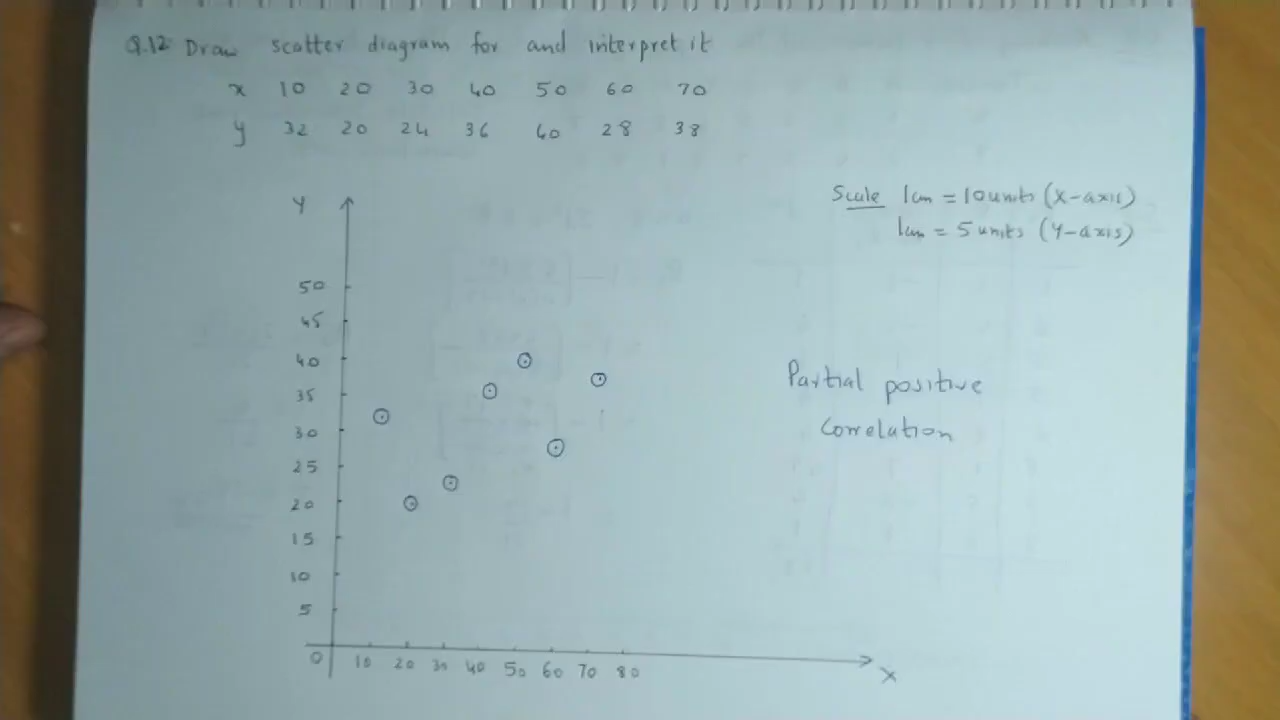 Q.12 Draw scatter diagram for and interpret it
x 10 20 30 40 50 60 70
y 32 20 24 36 40 28 38
Scale 1cm = 10 units (X-axis)
1cm = 5 units (Y-axis)
Y
50
45
40
35
30
25
20
15
10
5
0 10 20 30 40 50 60 70 80
X
Partial positive
Correlation